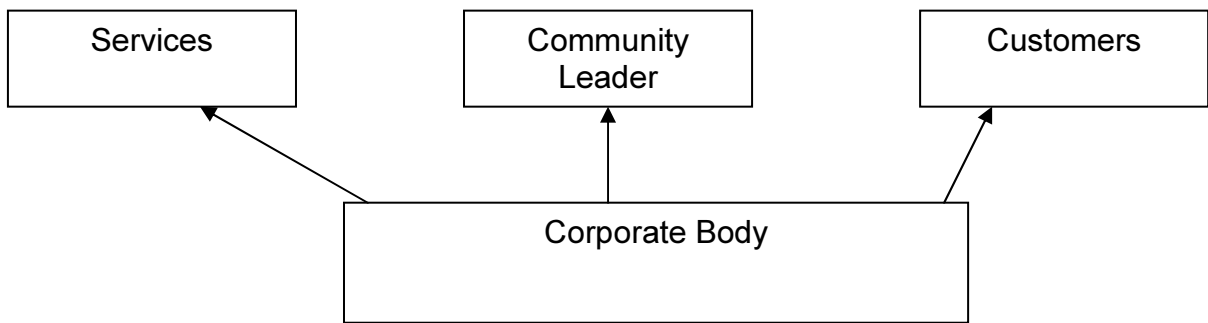 Services
Community
Leader
Customers
Corporate Body